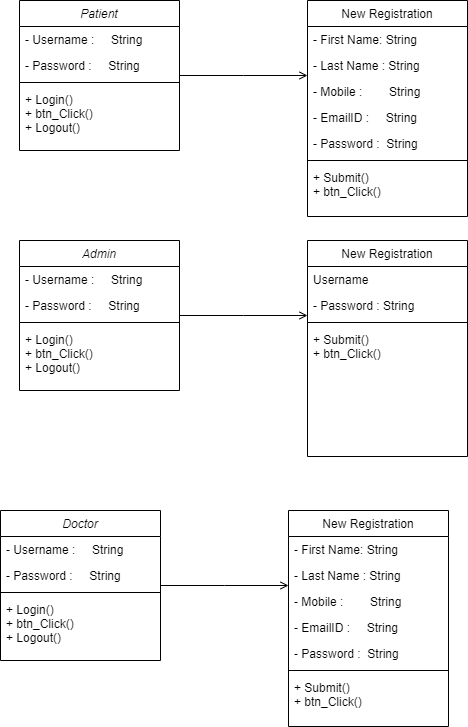 Patient
- Username : String
- Password : String
+ Login()
+ btn_Click()
+ Logout()
New Registration
- First Name: String
- Last Name : String
- Mobile : String
- EmailID : String
- Password : String
+ Submit()
+ btn_Click()
Admin
- Username : String
- Password : String
+ Login()
+ btn_Click()
+ Logout()
New Registration
Username
- Password : String
+ Submit()
+ btn_Click()
Doctor
- Username : String
- Password : String
+ Login()
+ btn_Click()
+ Logout()
New Registration
- First Name: String
- Last Name : String
- Mobile : String
- EmailID : String
- Password : String
+ Submit()
+ btn_Click()